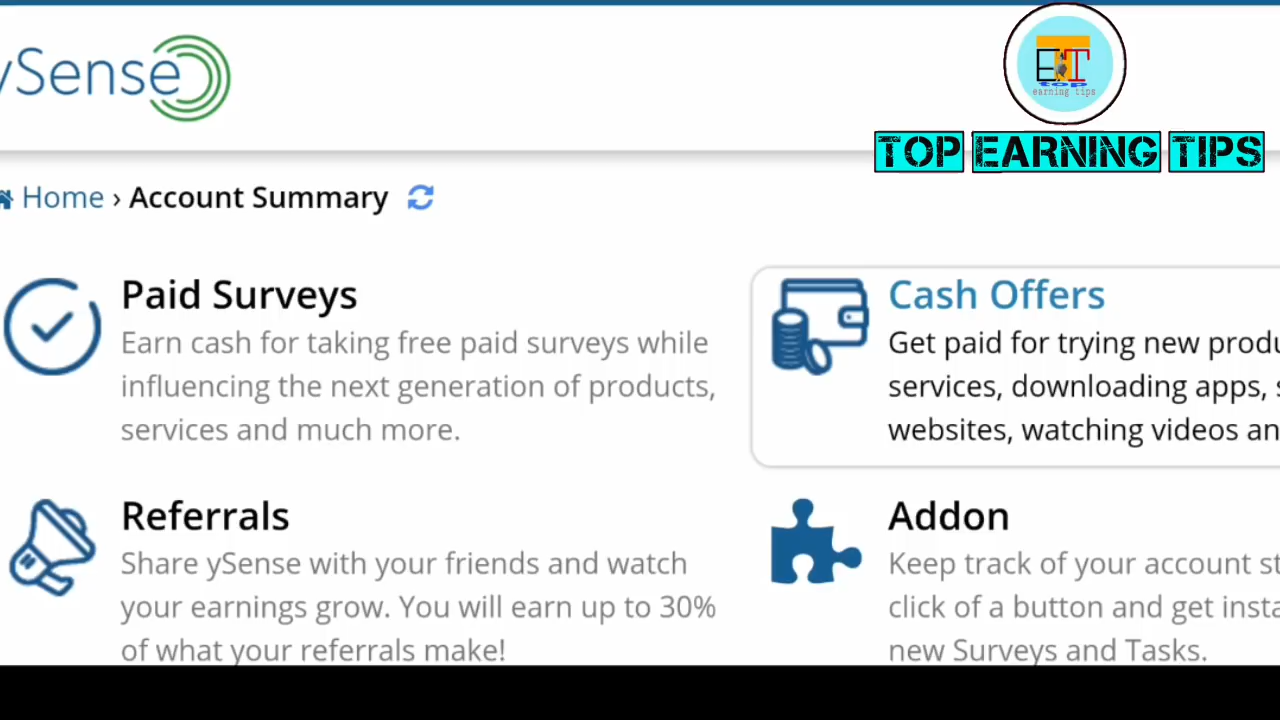 ySense
ET
top
earning tips
TOP EARNING TIPS
Home › Account Summary
Paid Surveys
Earn cash for taking free paid surveys while
influencing the next generation of products,
services and much more.
Cash Offers
Get paid for trying new produ
services, downloading apps, s
websites, watching videos an
Referrals
Share ySense with your friends and watch
your earnings grow. You will earn up to 30%
of what your referrals make!
Addon
Keep track of your account st
click of a button and get insta
new Surveys and Tasks.